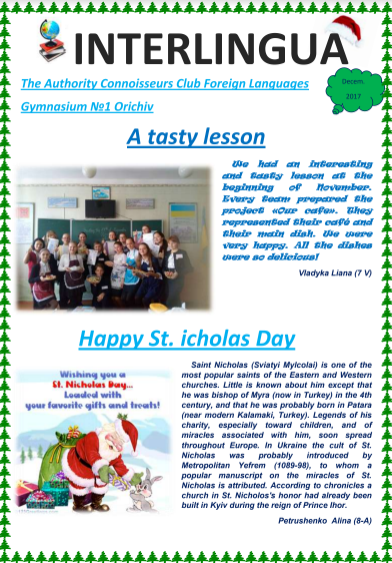 INTERLINGUA
The Authority Connoisseurs Club Foreign Languages
Gymnasium №1 Orichiv
Decem.
2017
A tasty lesson
We had an interesting
and tasty lesson at the
beginning of November.
Every team prepared the
project «Our cafe». They
represented their café and
their main dish. We were
very happy. All the dishes
were so delicious!
Vladyka Liana (7 V)
Happy St. icholas Day
Wishing you a
St. Nicholas Day...
Loaded with
your favorite gifts and treats!
Saint Nicholas (Sviatyi Mylcolai) is one of the
most popular saints of the Eastern and Western
churches. Little is known about him except that
he was bishop of Myra (now in Turkey) in the 4th
century, and that he was probably born in Patara
(near modern Kalamaki, Turkey). Legends of his
charity, especially toward children, and of
miracles associated with him, soon spread
throughout Europe. In Ukraine the cult of St.
Nicholas was probably introduced by
Metropolitan Yefrem (1089-98), to whom a
popular manuscript on the miracles of St.
Nicholas is attributed. According to chronicles a
church in St. Nicholos's honor had already been
built in Kyiv during the reign of Prince Ihor.
Petrushenko Alina (8-A)